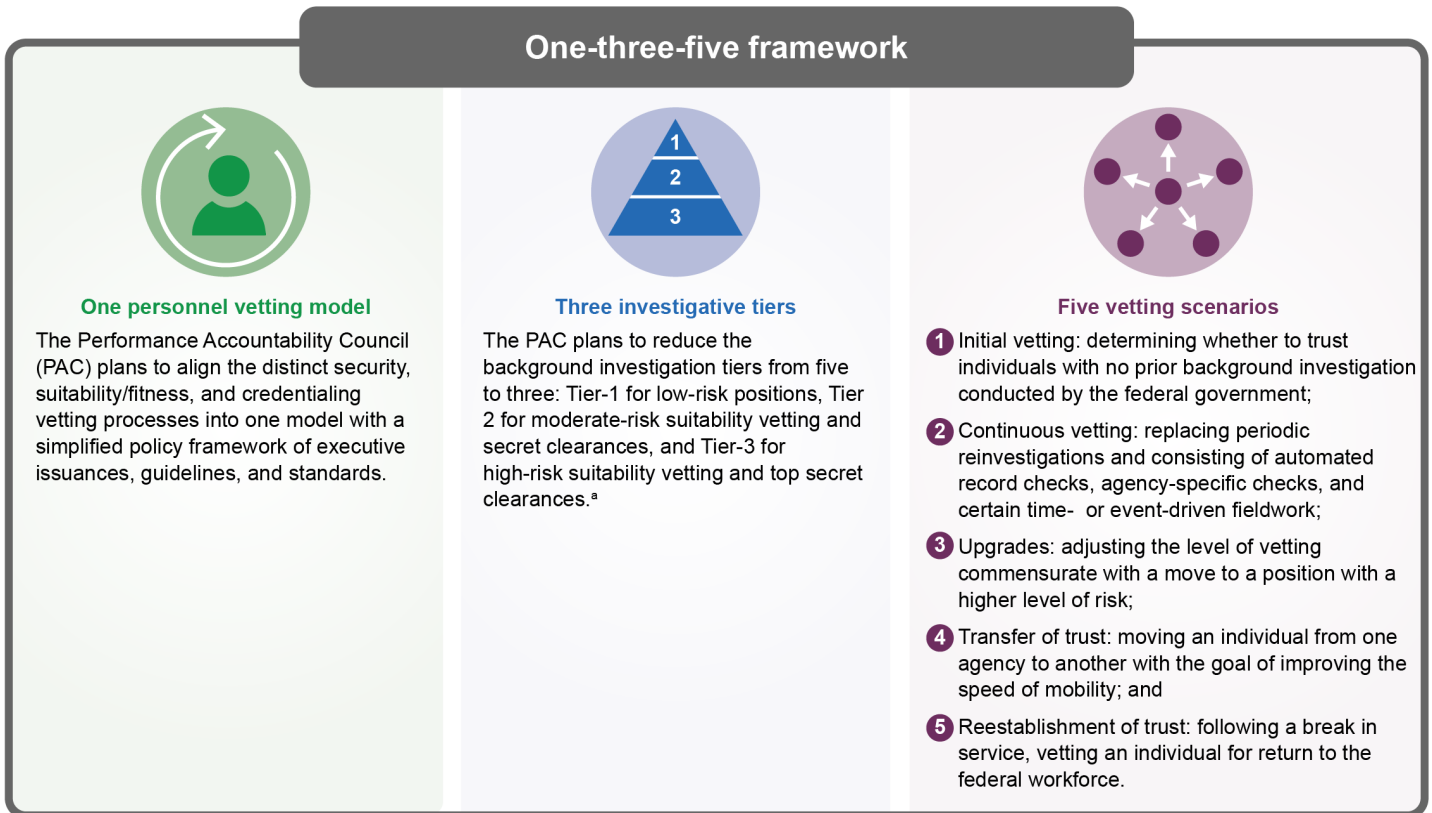 One-three-five framework
1
2
3
One personnel vetting model
The Performance Accountability Council
(PAC) plans to align the distinct security,
suitability/fitness, and credentialing
vetting processes into one model with a
simplified policy framework of executive
issuances, guidelines, and standards.
Three investigative tiers
The PAC plans to reduce the
background investigation tiers from five
to three: Tier-1 for low-risk positions, Tier
2 for moderate-risk suitability vetting and
secret clearances, and Tier-3 for
high-risk suitability vetting and top secret
clearances.ᵃ
Five vetting scenarios
1 Initial vetting: determining whether to trust
individuals with no prior background investigation
conducted by the federal government;
2 Continuous vetting: replacing periodic
reinvestigations and consisting of automated
record checks, agency-specific checks, and
certain time- or event-driven fieldwork;
3 Upgrades: adjusting the level of vetting
commensurate with a move to a position with a
higher level of risk;
4 Transfer of trust: moving an individual from one
agency to another with the goal of improving the
speed of mobility; and
5 Reestablishment of trust: following a break in
service, vetting an individual for return to the
federal workforce.